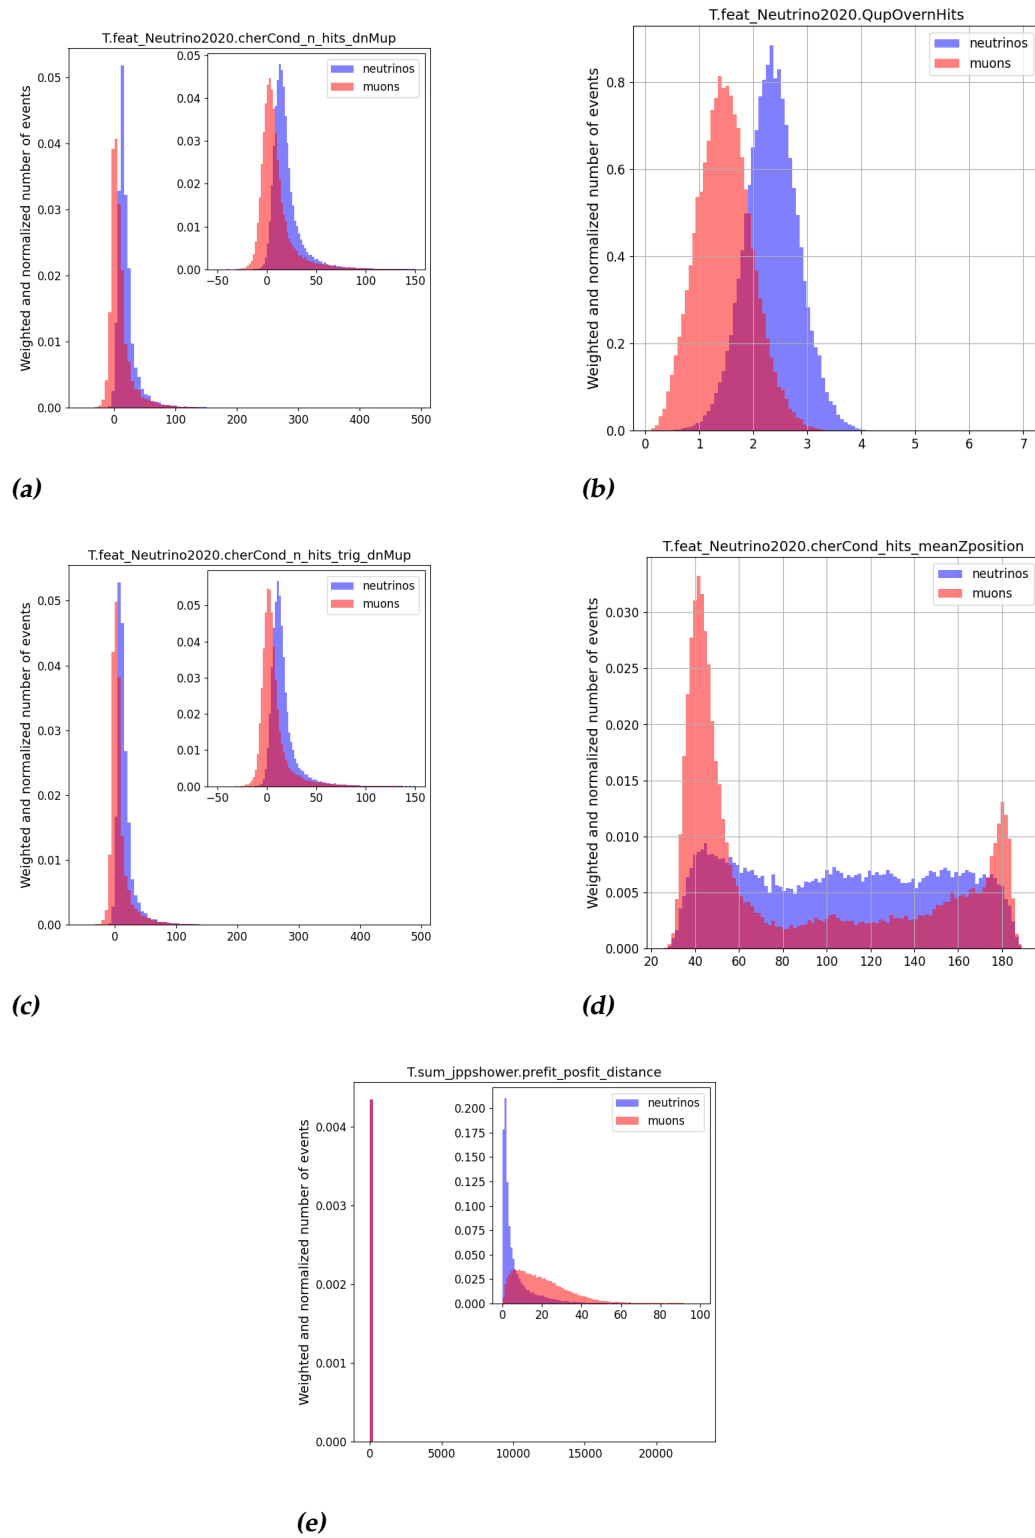 T.feat_Neutrino2020.cherCond_n_hits_dnMup
Weighted and normalized number of events
0.05
0.04
0.03
0.02
0.01
0.00
0 100 200 300 400 500
0.05
0.04
0.03
0.02
0.01
0.00
−50 0 50 100 150
neutrinos
muons
(a)
T.feat_Neutrino2020.QupOvernHits
Weighted and normalized number of events
0.8
0.6
0.4
0.2
0.0
0 1 2 3 4 5 6 7
neutrinos
muons
(b)
T.feat_Neutrino2020.cherCond_n_hits_trig_dnMup
Weighted and normalized number of events
0.05
0.04
0.03
0.02
0.01
0.00
0 100 200 300 400 500
0.05
0.04
0.03
0.02
0.01
0.00
−50 0 50 100 150
neutrinos
muons
(c)
T.feat_Neutrino2020.cherCond_hits_meanZposition
Weighted and normalized number of events
0.030
0.025
0.020
0.015
0.010
0.005
0.000
20 40 60 80 100 120 140 160 180
neutrinos
muons
(d)
T.sum_jppshower.prefit_posfit_distance
Weighted and normalized number of events
0.004
0.003
0.002
0.001
0.000
0 5000 10000 15000 20000
0.200
0.175
0.150
0.125
0.100
0.075
0.050
0.025
0.000
0 20 40 60 80 100
neutrinos
muons
(e)